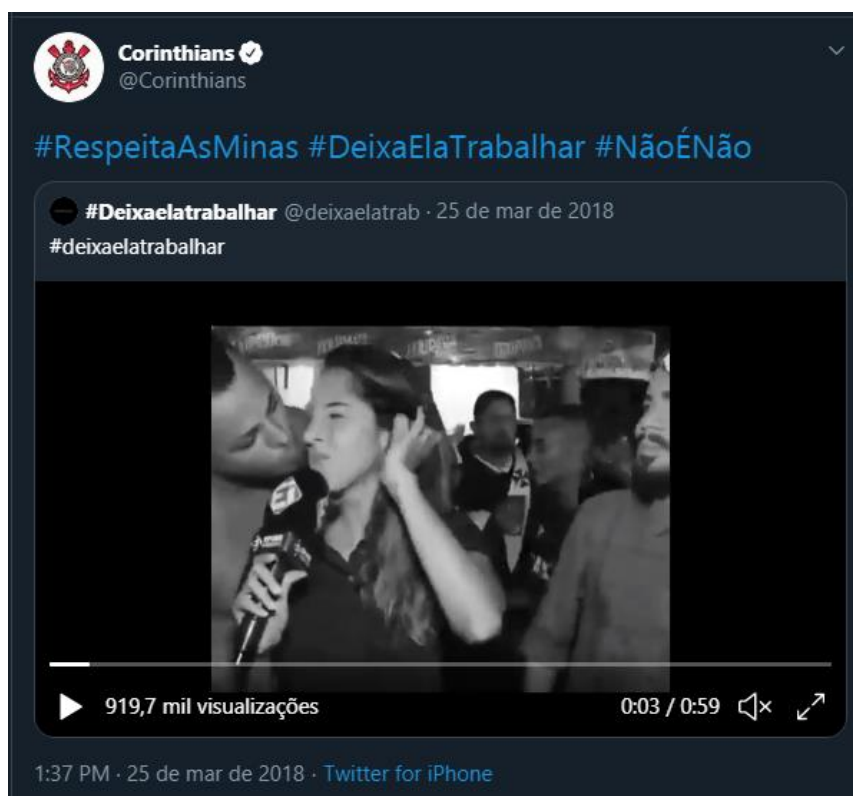 Corinthians
@Corinthians
#RespeitaAsMinas #DeixaElaTrabalhar #NãoÉNão
#Deixaelatrabalhar @deixaelatrab · 25 de mar de 2018
#deixaelatrabalhar
919,7 mil visualizações
0:03 / 0:59
1:37 PM · 25 de mar de 2018 · Twitter for iPhone